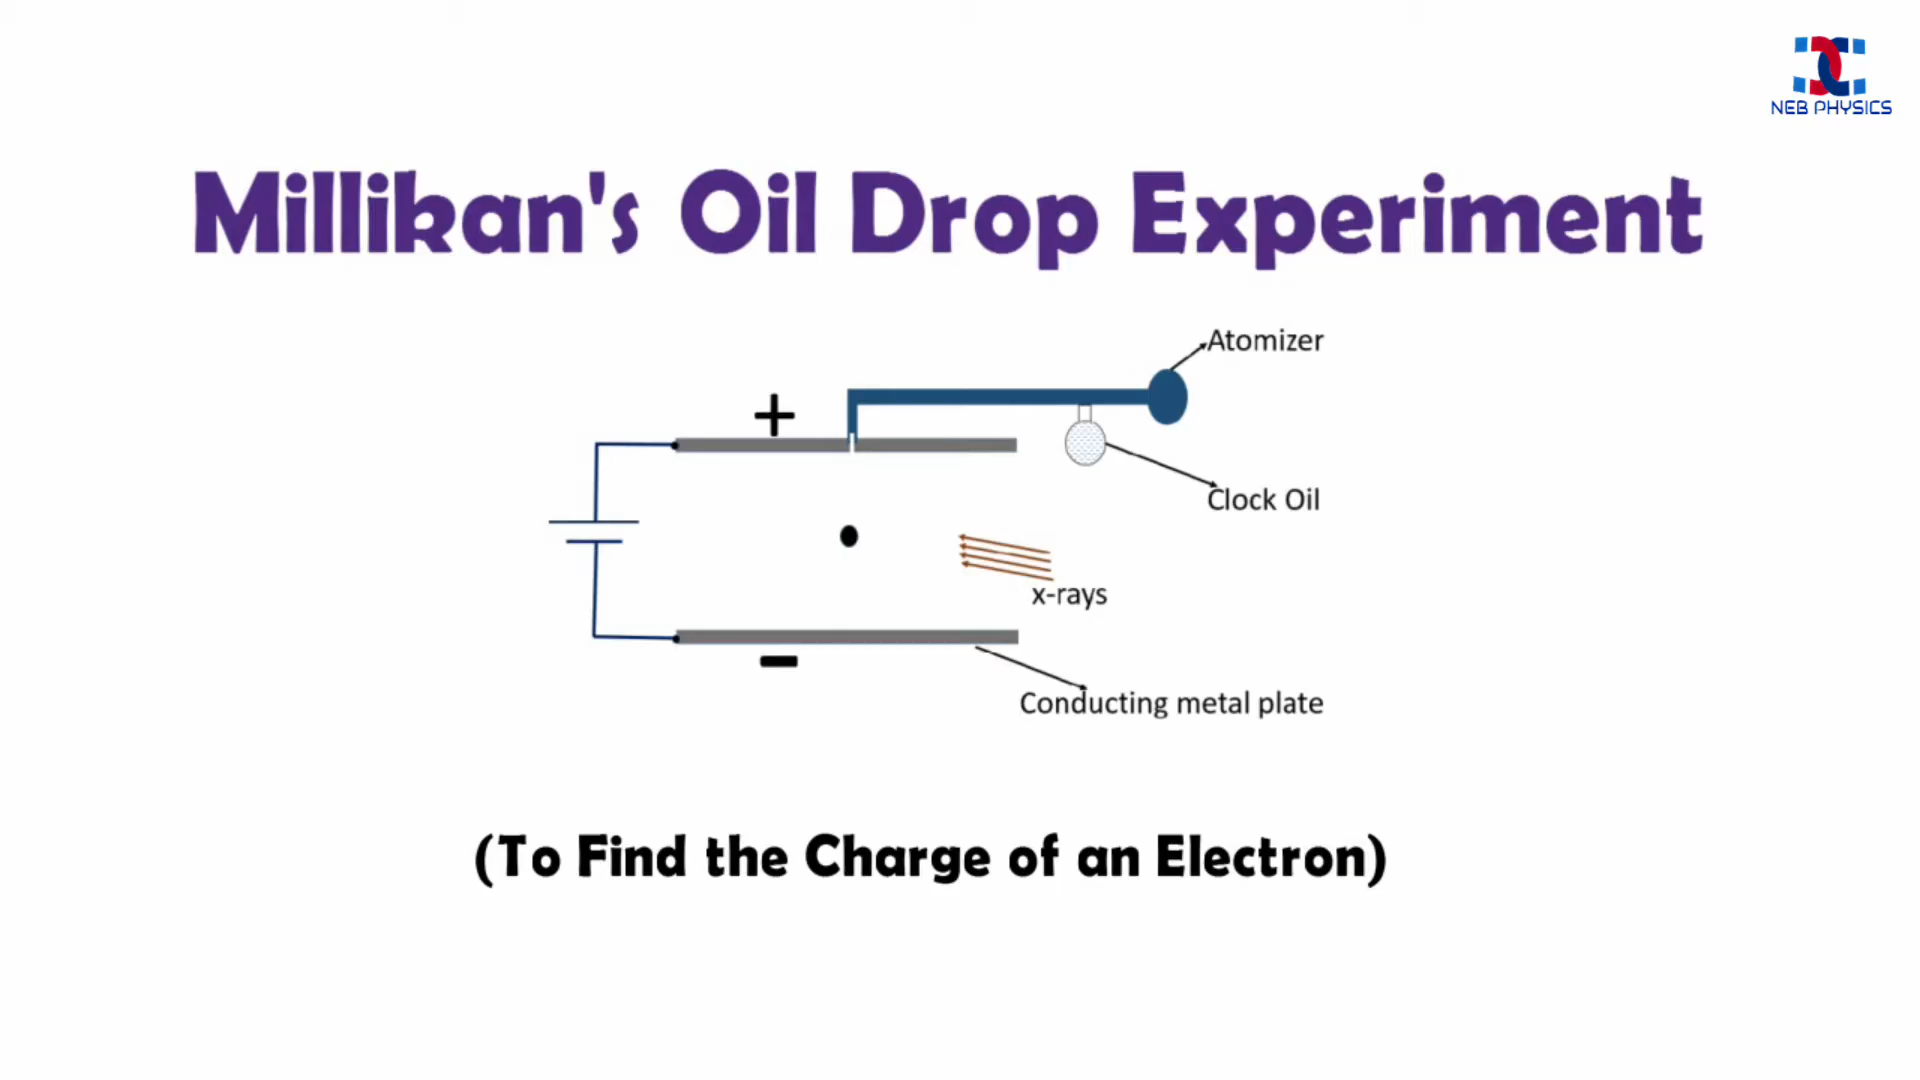 NEB PHYSICS
Millikan's Oil Drop Experiment
Atomizer
+
Clock Oil
x-rays
-
Conducting metal plate
(To Find the Charge of an Electron)